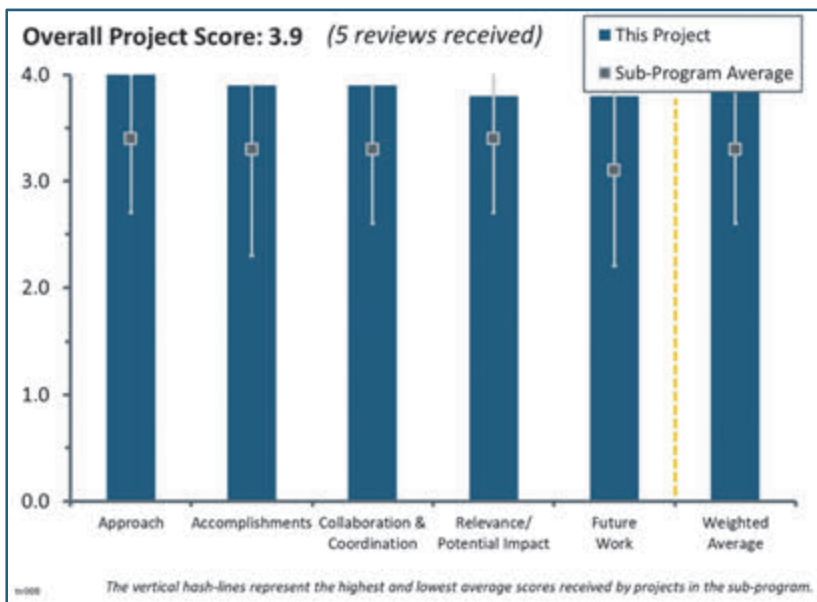 Overall Project Score: 3.9 (5 reviews received)
This Project
Sub-Program Average
4.0
3.0
2.0
1.0
0.0
Approach
Accomplishments
Collaboration &
Coordination
Relevance/
Potential Impact
Future
Work
Weighted
Average
The vertical hash-lines represent the highest and lowest average scores received by projects in the sub-program.